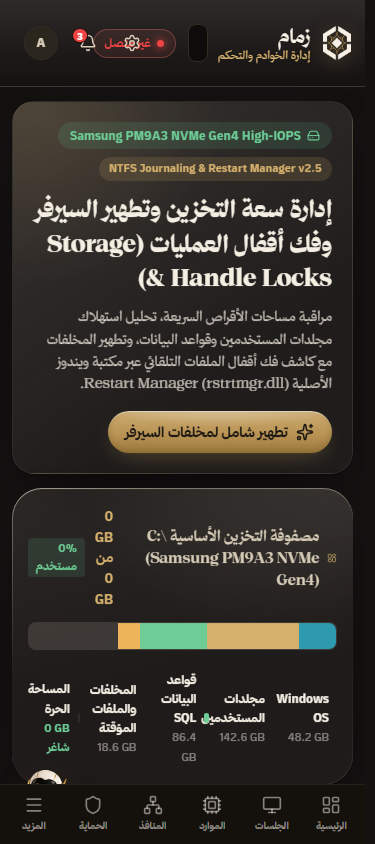 زمام
إدارة الخوادم والتحكم
3
A
Samsung PM9A3 NVMe Gen4 High-IOPS
NTFS Journaling & Restart Manager v2.5
إدارة سعة التخزين وتطهير السيرفر
وفك أقفال العمليات (Storage
& Handle Locks)
مراقبة مساحات الأقراص السريعة، تحليل استهلاك
مجلدات المستخدمين وقواعد البيانات، وتطهير المخلفات
مع كاشف فك أقفال الملفات التلقائي عبر مكتبة ويندوز
الأصلية Restart Manager (rstrtmgr.dll).
تطهير شامل لمخلفات السيرفر
مصفوفة التخزين الأساسية C:\
(Samsung PM9A3 NVMe
Gen4)
0
GB
من
0
GB
0%
مستخدم
Windows
OS
48.2 GB
مجلدات
المستخدمين
142.6 GB
قواعد
البيانات
SQL
86.4
GB
المخلفات
والملفات
المؤقتة
18.6 GB
المساحة
الحرة
0 GB
شاغر
الرئيسية
الجلسات
الموارد
المنافذ
الحماية
المزيد